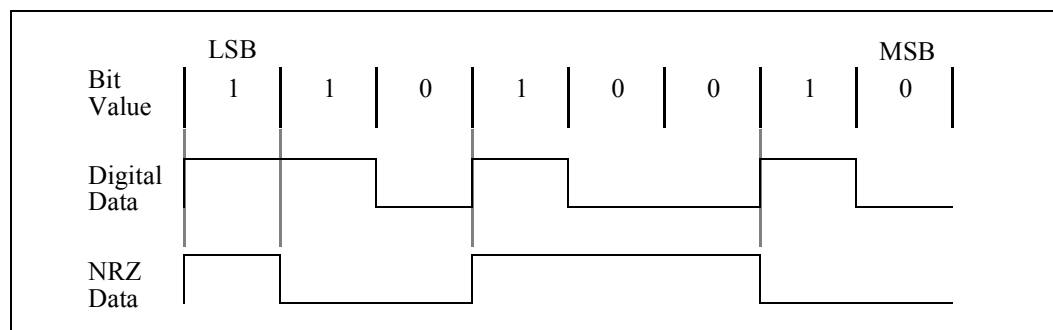 LSB MSB
Bit
Value
1 1 0 1 0 0 1 0
Digital
Data
NRZ
Data